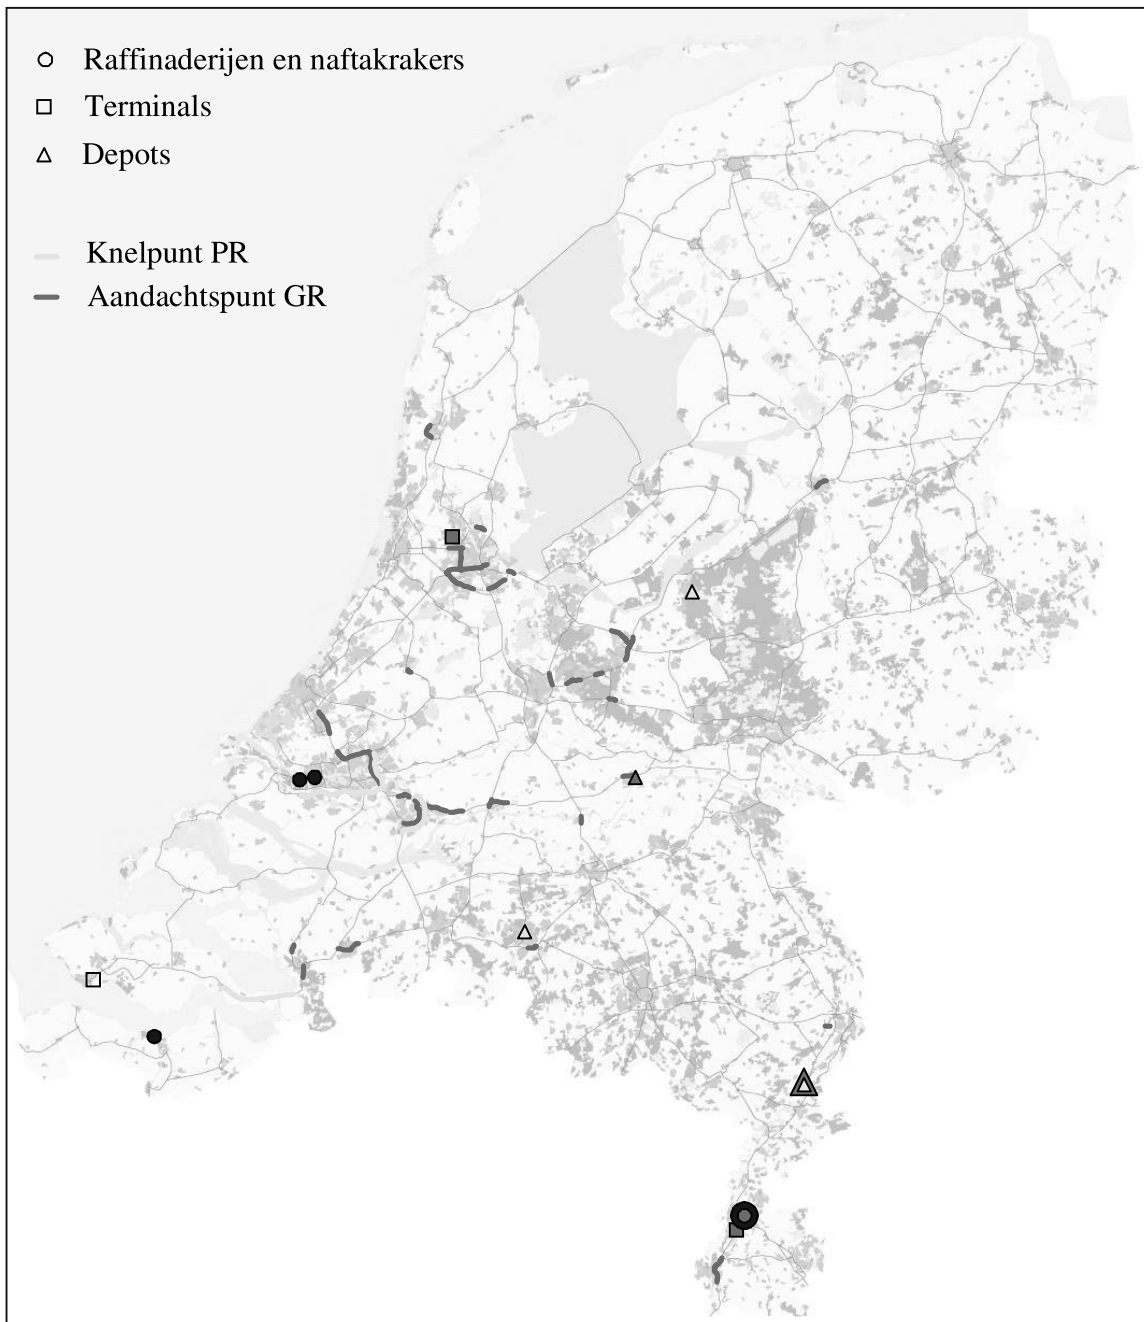 Raffinaderijen en naftakrakers
Terminals
Depots
Knelpunt PR
Aandachtspunt GR